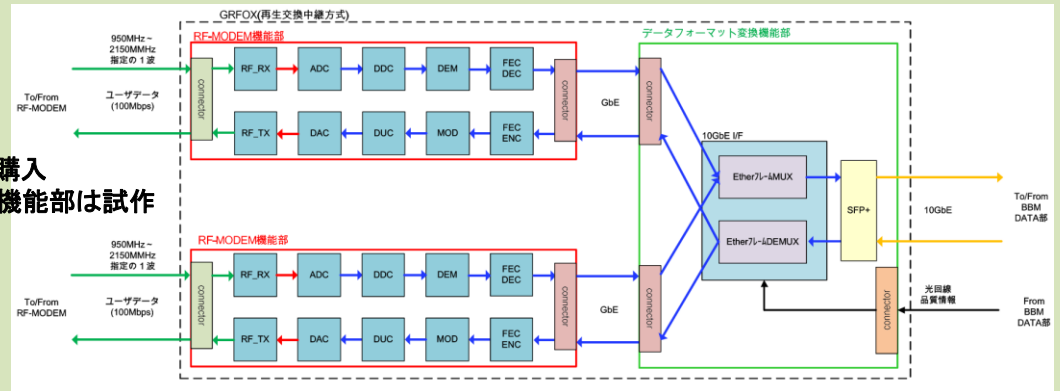 GRFOX(再生交換中継方式)
RF-MODEM機能部
データフォーマット変換機能部
950MHz~
2150MMHz
指定の1波
To/From
RF-MODEM
ユーザデータ
(100Mbps)
connector
RF_RX
ADC
DDC
DEM
FEC
DEC
RF_TX
DAC
DUC
MOD
FEC
ENC
connector
GbE
connector
10GbE I/F
EtherフレームMUX
EtherフレームDEMUX
SFP+
10GbE
To/From
BBM
DATA部
購入
機能部は試作
RF-MODEM機能部
950MHz~
2150MMHz
指定の1波
To/From
RF-MODEM
ユーザデータ
(100Mbps)
connector
RF_RX
ADC
DDC
DEM
FEC
DEC
RF_TX
DAC
DUC
MOD
FEC
ENC
connector
GbE
connector
connector
光回線
品質情報
From
BBM
DATA部